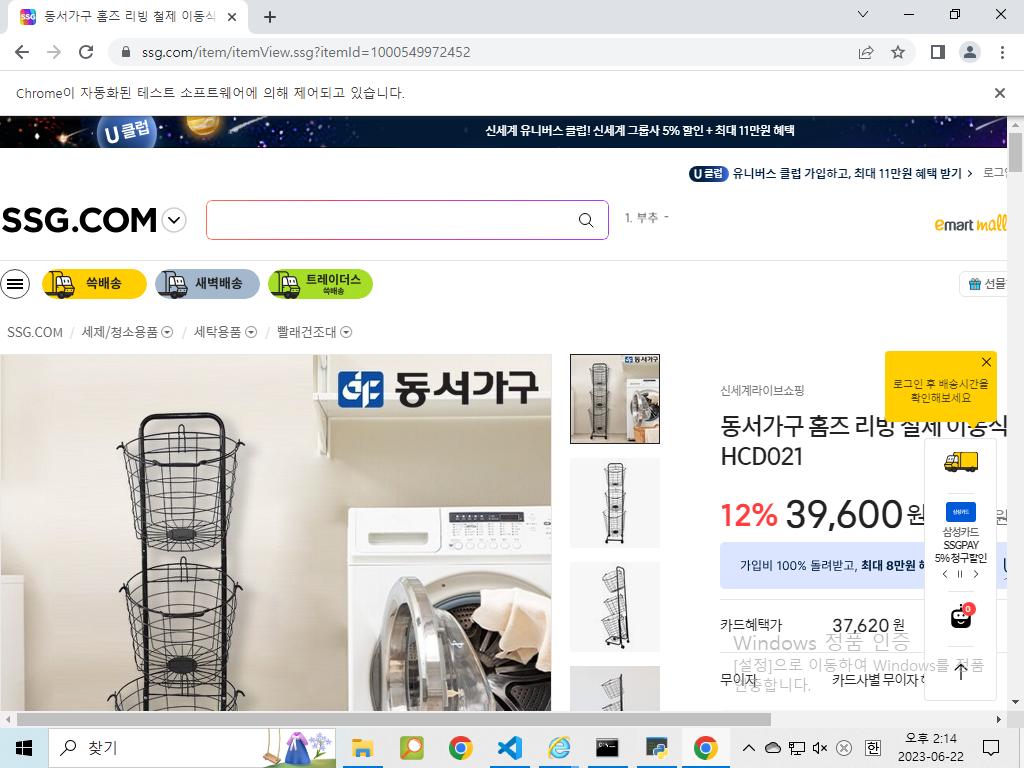 동서가구 홈즈 리빙 철제 이동식
ssg.com/item/itemView.ssg?itemId=1000549972452
Chrome이 자동화된 테스트 소프트웨어에 의해 제어되고 있습니다.
U 클럽
신세계 유니버스 클럽! 신세계 그룹사 5% 할인 + 최대 11만원 혜택
U 클럽 유니버스 클럽 가입하고, 최대 11만원 혜택 받기 >
SSG.COM
1. 부추 -
emart mall
쓱배송
새벽배송
트레이더스
쓱배송
선물
SSG.COM / 세제/청소용품 / 세탁용품 / 빨래건조대
동서가구
동서가구
로그인 후 배송시간을
확인해보세요
신세계라이브쇼핑
동서가구 홈즈 리빙 철제 이동식
HCD021
12% 39,600원
삼성카드
삼성카드
SSGPAY
5% 청구할인
가입비 100% 돌려받고, 최대 8만원
0
카드혜택가 37,620 원
Windows 정품 인증
[설정]으로 이동하여 Windows를 정품
인증합니다.
무이자 카드사별 무이자
찾기
한
오후 2:14
2023-06-22